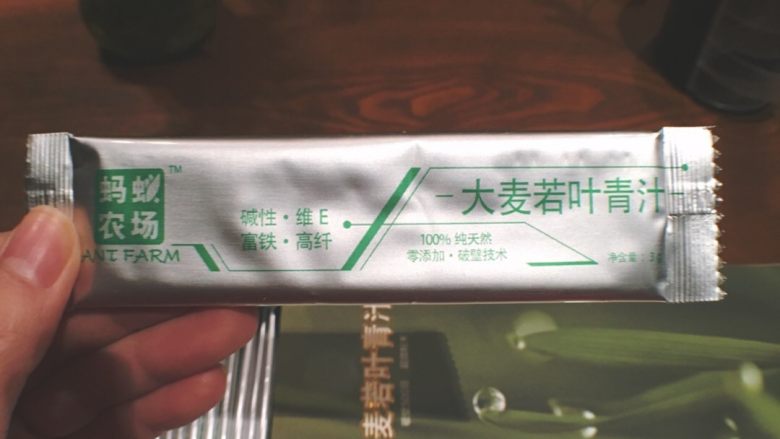 蚂蚁
农场
TM
ANT FARM
碱性·维 E
富铁·高纤
-大麦若叶青汁-
100% 纯天然
零添加·破壁技术
净含量:3g
麦若叶青汁